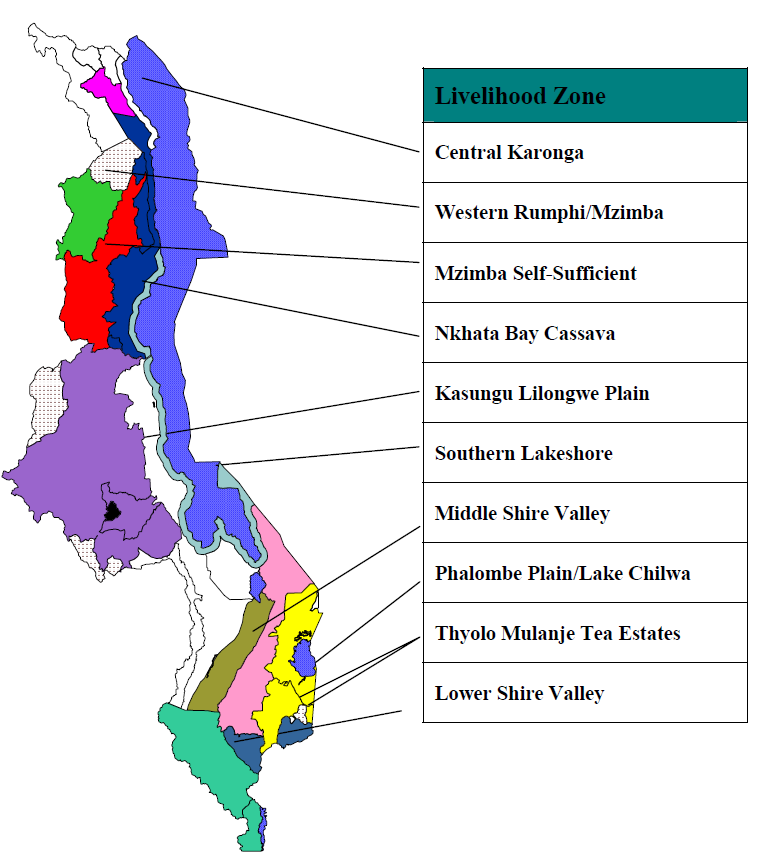 Livelihood Zone
Central Karonga
Western Rumphi/Mzimba
Mzimba Self-Sufficient
Nkhata Bay Cassava
Kasungu Lilongwe Plain
Southern Lakeshore
Middle Shire Valley
Phalombe Plain/Lake Chilwa
Thyolo Mulanje Tea Estates
Lower Shire Valley